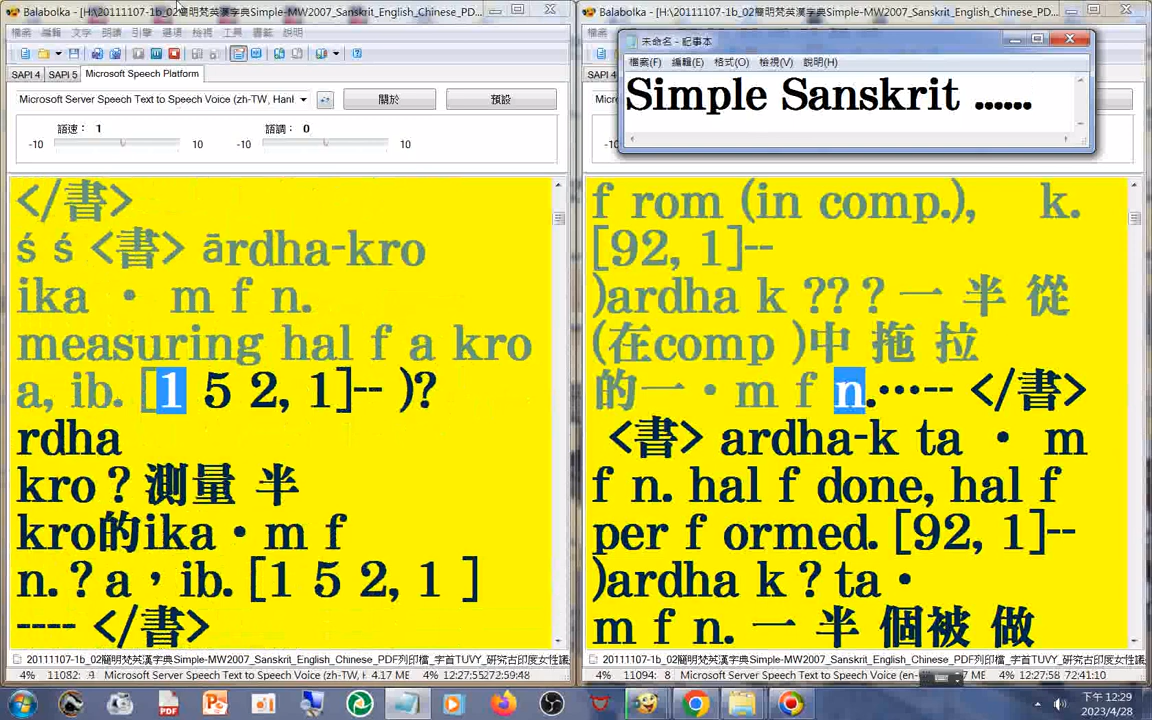 Balabolka - [H:\20111107-1b_02簡明梵英漢字典Simple-MW2007_Sanskrit_English_Chinese_PD...
檔案 編輯 文字 朗讀 引擎 選項 檢視 工具 書籤 說明
SAPI 4 SAPI 5 Microsoft Speech Platform
Microsoft Server Speech Text to Speech Voice (zh-TW, Hanl
關於
預設
語速： 1
語調： 0
-10 10 -10 10
</書>
ś ś <書> ārdha-kro
ika • m f n.
measuring hal f a kro
a, ib. [1 5 2, 1]-- )?
rdha
kro？測量 半
kro的ika•m f
n.？a，ib. [1 5 2, 1 ]
---- </書>
20111107-1b_02簡明梵英漢字典Simple-MW2007_Sanskrit_English_Chinese_PDF列印檔_字首TUVY_研究古印度女性議
4% 11082: 9 Microsoft Server Speech Text to Speech Voice (zh-TW, H 4.17 ME 4% 12:27:55272:59:48
Balabolka - [H:\20111107-1b_02簡明梵英漢字典Simple-MW2007_Sanskrit_English_Chinese_PD...
檔案
SAPI 4
Micr
-10
未命名 - 記事本
檔案(F) 編輯(E) 格式(O) 檢視(V) 說明(H)
Simple Sanskrit ......
f rom (in comp.), k.
[92, 1]--
)ardha k ??？一 半 從
(在comp )中 拖 拉
的一•m f n.…-- </書>
<書> ardha-k ta • m
f n. hal f done, hal f
per f ormed. [92, 1]--
)ardha k？ta•
m f n. 一 半 個被 做
20111107-1b_02簡明梵英漢字典Simple-MW2007_Sanskrit_English_Chinese_PDF列印檔_字首TUVY_研究古印度女性議
4% 11094: 8 Microsoft Server Speech Text to Speech Voice (zh-TW, H 4.17 ME 4% 12:27:58 72:41:10
下午 12:29
2023/4/28